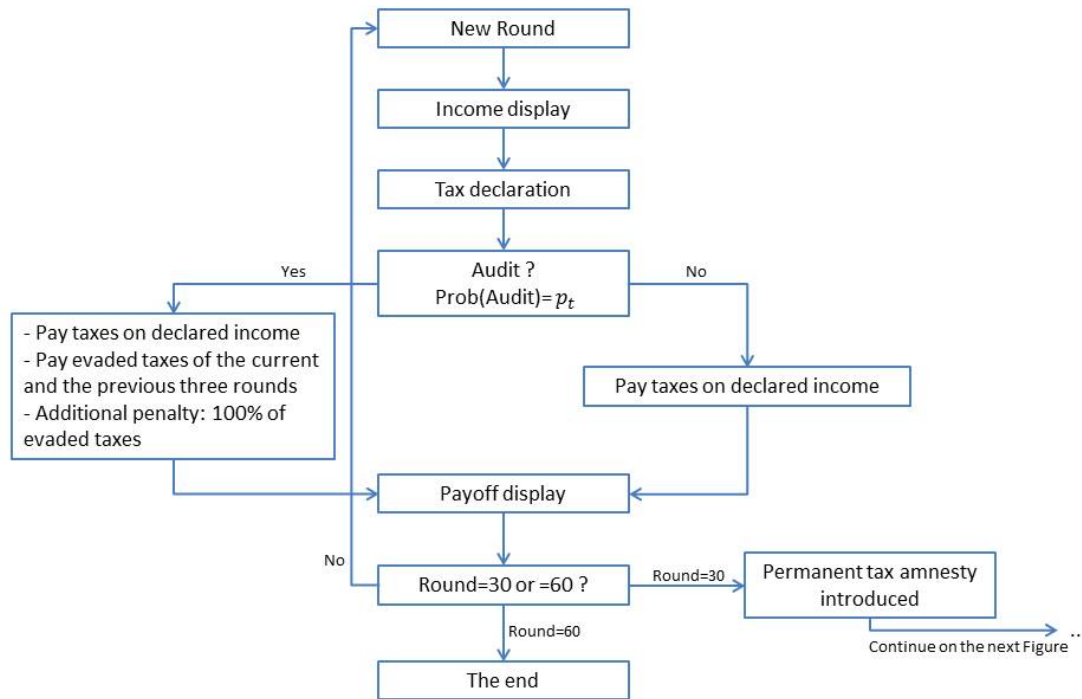 New Round
Income display
Tax declaration
Audit ?
Prob(Audit)= pₜ
Yes
No
- Pay taxes on declared income
- Pay evaded taxes of the current
and the previous three rounds
- Additional penalty: 100% of
evaded taxes
Pay taxes on declared income
Payoff display
No
Round=30 or =60 ?
Round=30
Permanent tax amnesty
introduced
Round=60
Continue on the next Figure
..
The end